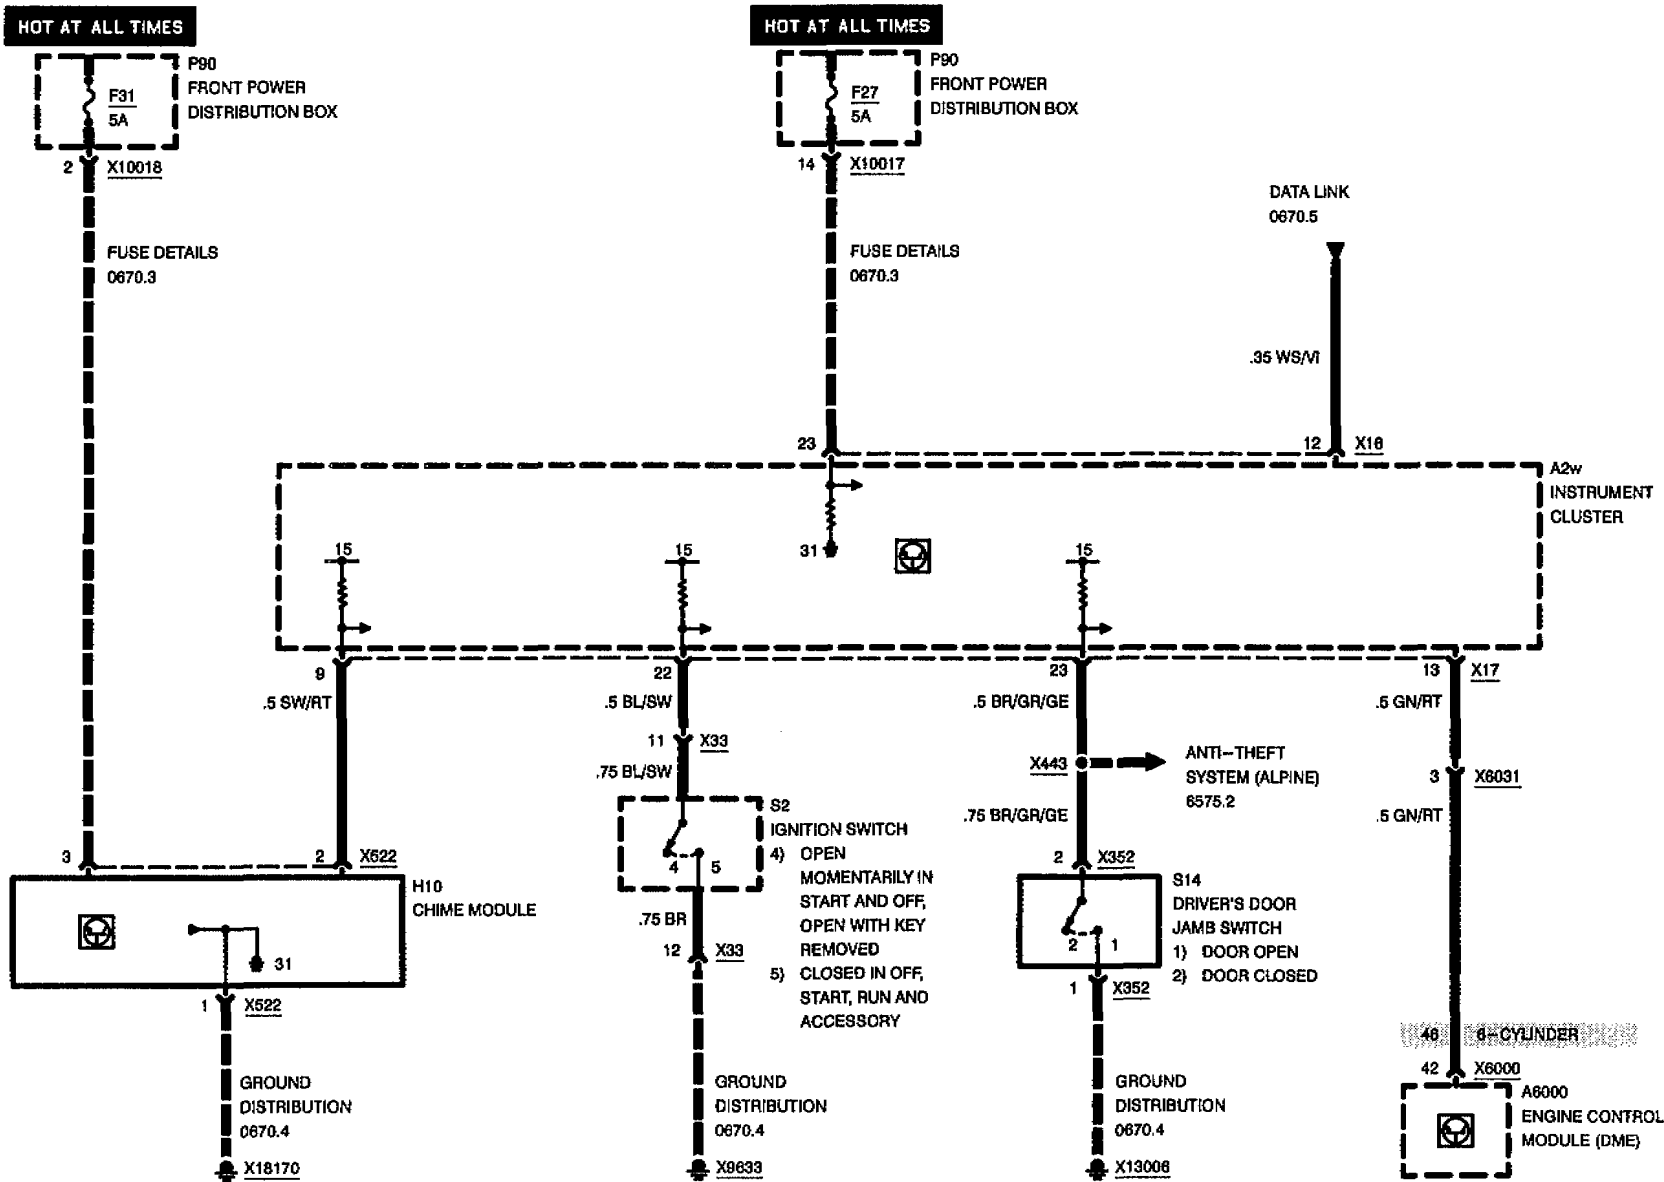 HOT AT ALL TIMES
P90
FRONT POWER
DISTRIBUTION BOX
F31
5A
2
X10018
FUSE DETAILS
0670.3
HOT AT ALL TIMES
P90
FRONT POWER
DISTRIBUTION BOX
F27
5A
14
X10017
FUSE DETAILS
0670.3
DATA LINK
0670.5
.35 WS/VI
23
12
X16
A2w
INSTRUMENT
CLUSTER
31
15
15
15
9
22
23
13
X17
.5 SW/RT
.5 BL/SW
.5 BR/GR/GE
.5 GN/RT
11
X33
.75 BL/SW
X443
ANTI-THEFT
SYSTEM (ALPINE)
6575.2
3
X6031
.75 BR/GR/GE
.5 GN/RT
3
2
X522
H10
CHIME MODULE
31
1
X522
GROUND
DISTRIBUTION
0670.4
X18170
S2
IGNITION SWITCH
4) OPEN
MOMENTARILY IN
START AND OFF,
OPEN WITH KEY
REMOVED
5) CLOSED IN OFF,
START, RUN AND
ACCESSORY
4
5
.75 BR
12
X33
GROUND
DISTRIBUTION
0670.4
X9633
2
X352
S14
DRIVER'S DOOR
JAMB SWITCH
1) DOOR OPEN
2) DOOR CLOSED
2
1
1
X352
GROUND
DISTRIBUTION
0670.4
X13006
46
6-CYLINDER
42
X6000
A6000
ENGINE CONTROL
MODULE (DME)